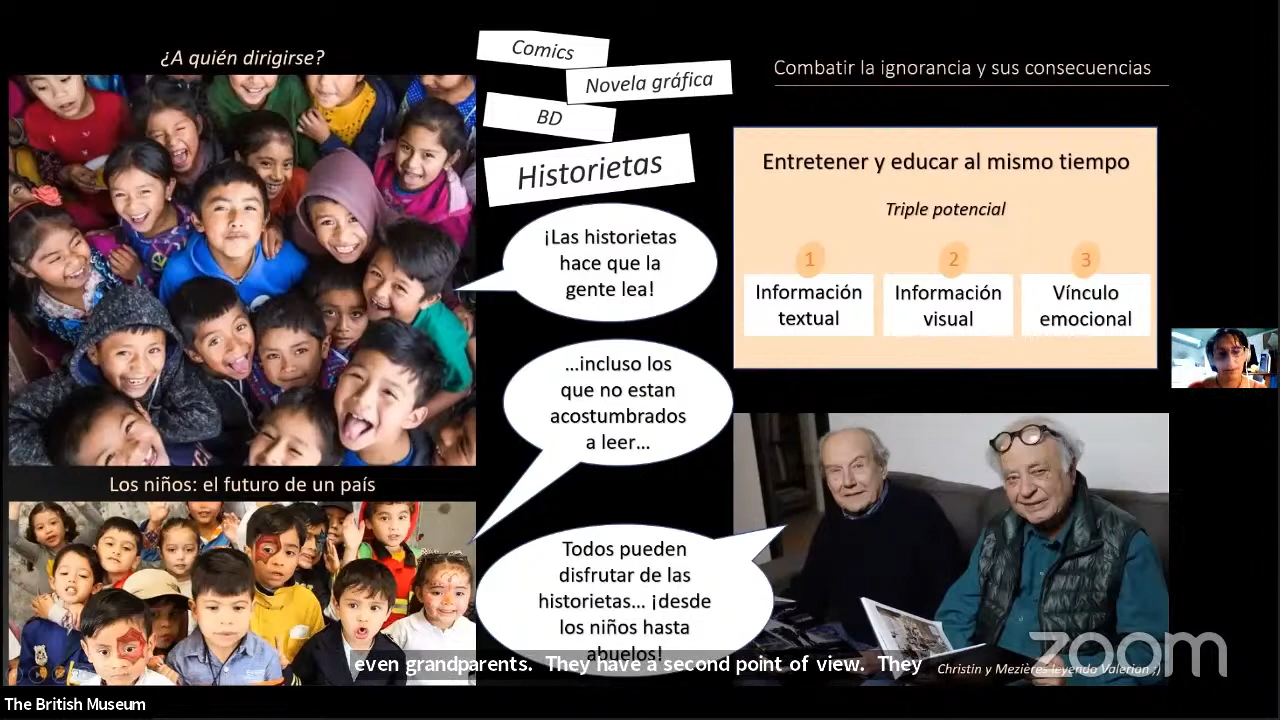 ¿A quién dirigirse?
Comics
Novela gráfica
BD
Historietas
¡Las historietas
hace que la
gente lea!
...incluso los
que no estan
acostumbrados
a leer...
Todos pueden
disfrutar de las
historietas... ¡desde
los niños hasta
abuelos!
Los niños: el futuro de un país
Combatir la ignorancia y sus consecuencias
Entretener y educar al mismo tiempo
Triple potencial
1
2
3
Información
textual
Información
visual
Vínculo
emocional
Christin y Mezières leyendo Valerion ;)
zoom
even grandparents. They have a second point of view. They
The British Museum